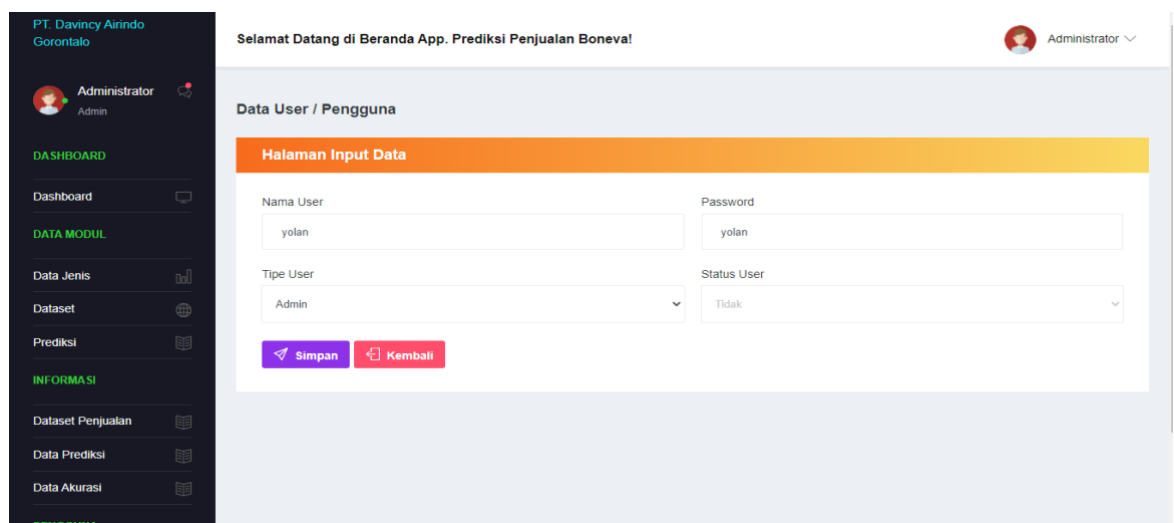 PT. Davincy Airindo
Gorontalo
Administrator
Admin
DASHBOARD
Dashboard
DATA MODUL
Data Jenis
Dataset
Prediksi
INFORMASI
Dataset Penjualan
Data Prediksi
Data Akurasi
Selamat Datang di Beranda App. Prediksi Penjualan Boneva!
Administrator
Data User / Pengguna
Halaman Input Data
Nama User
Password
yolan
yolan
Tipe User
Status User
Admin
Tidak
Simpan
Kembali